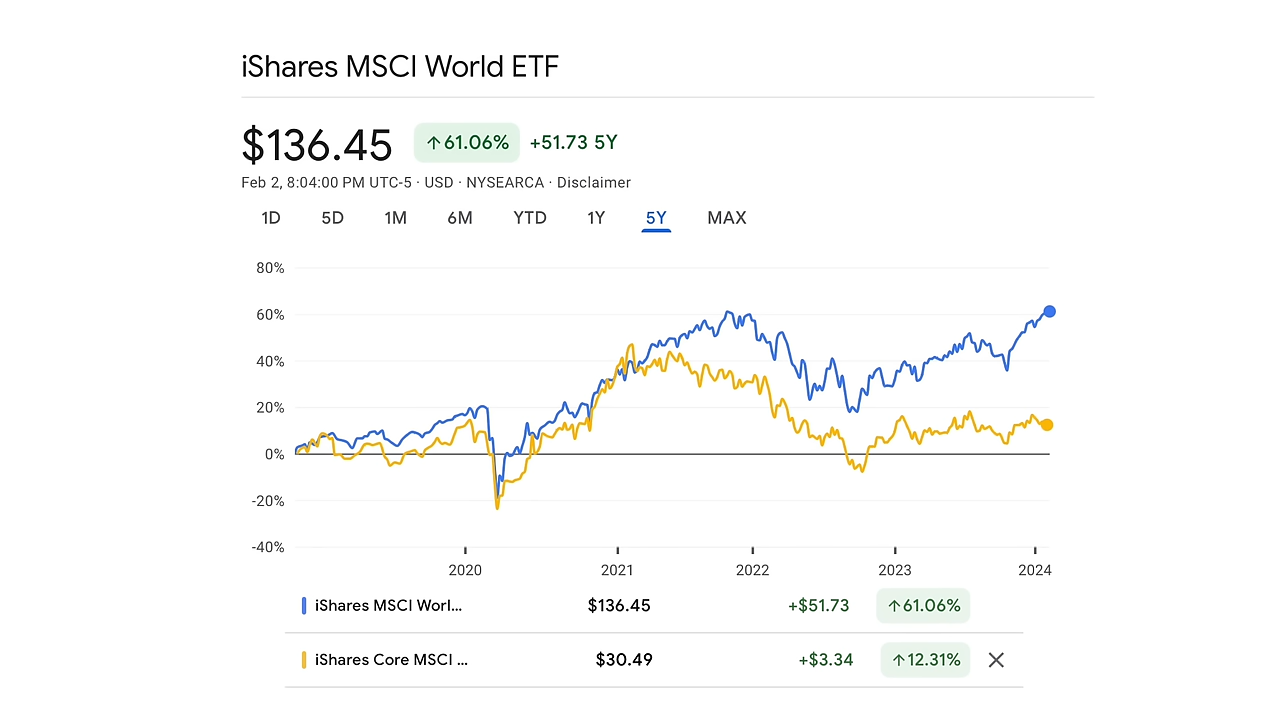 iShares MSCI World ETF
$136.45 ↑61.06% +51.73 5Y
Feb 2, 8:04:00 PM UTC-5 · USD · NYSEARCA · Disclaimer
1D 5D 1M 6M YTD 1Y 5Y MAX
80%
60%
40%
20%
0%
-20%
-40%
2020 2021 2022 2023 2024
iShares MSCI Worl... $136.45 +$51.73 ↑61.06%
iShares Core MSCI ... $30.49 +$3.34 ↑12.31%